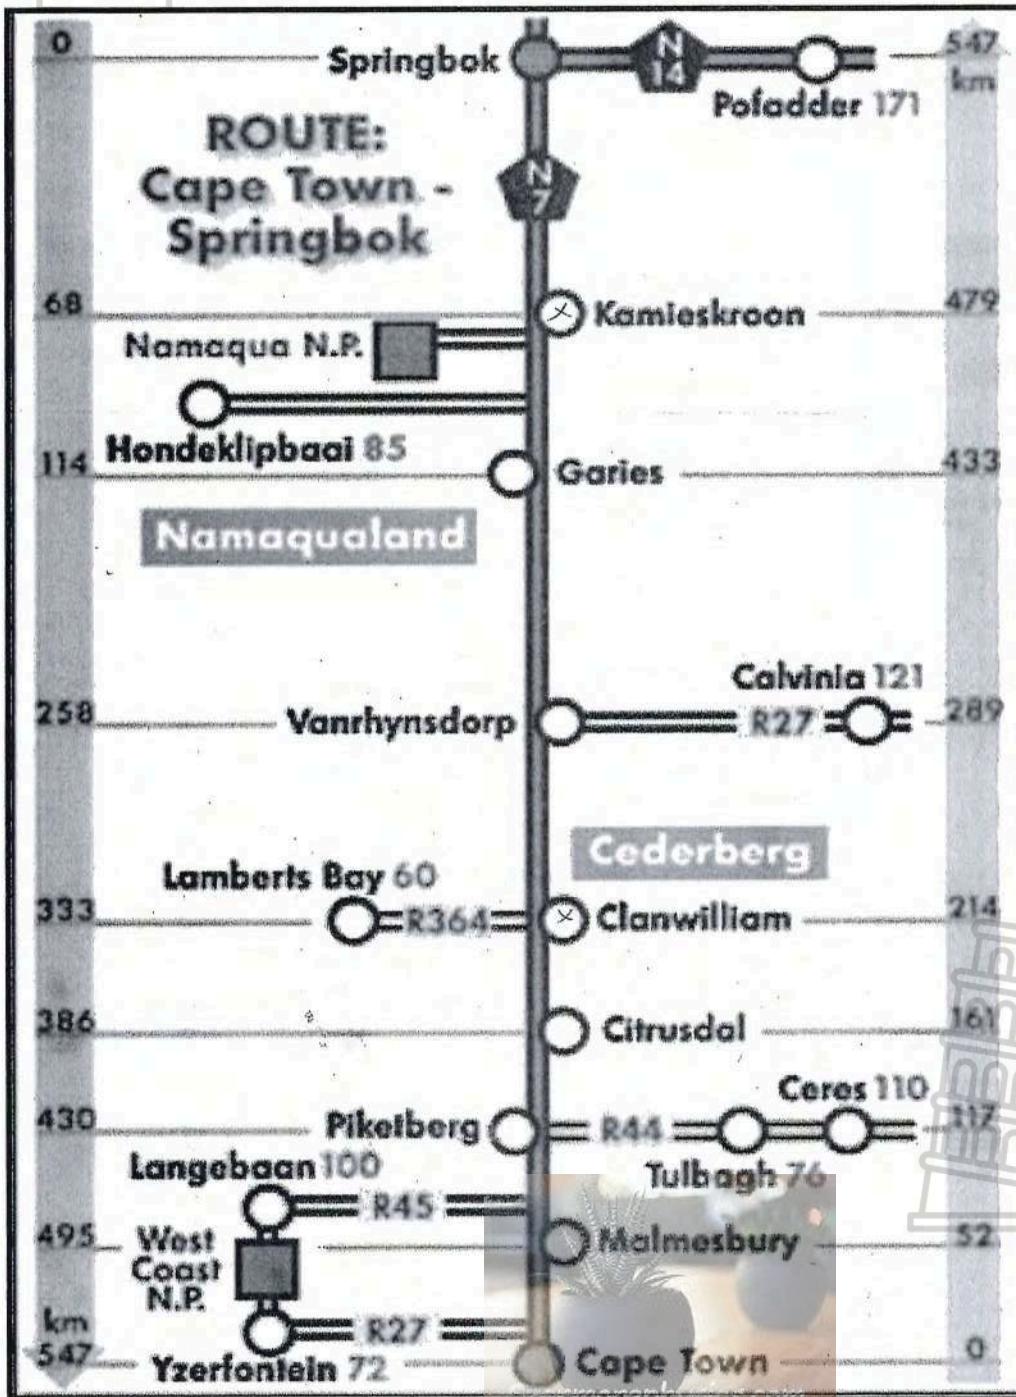 0
Springbok
N
14
547
km
Pofadder 171
ROUTE:
Cape Town -
Springbok
N
7
68
Kamieskroon
479
Namaqua N.P.
Hondeklipbaai 85
114
Garies
433
Namaqualand
Calvinia 121
258
Vanrhynsdorp
R27
289
Cederberg
Lamberts Bay 60
333
R364
Clanwilliam
214
386
Citrusdal
161
Ceres 110
430
Piketberg
R44
117
Langebaan 100
Tulbagh 76
R45
495
West
Coast
N.P.
Malmesbury
52
km
R27
547
Yzerfontein 72
Cape Town
0